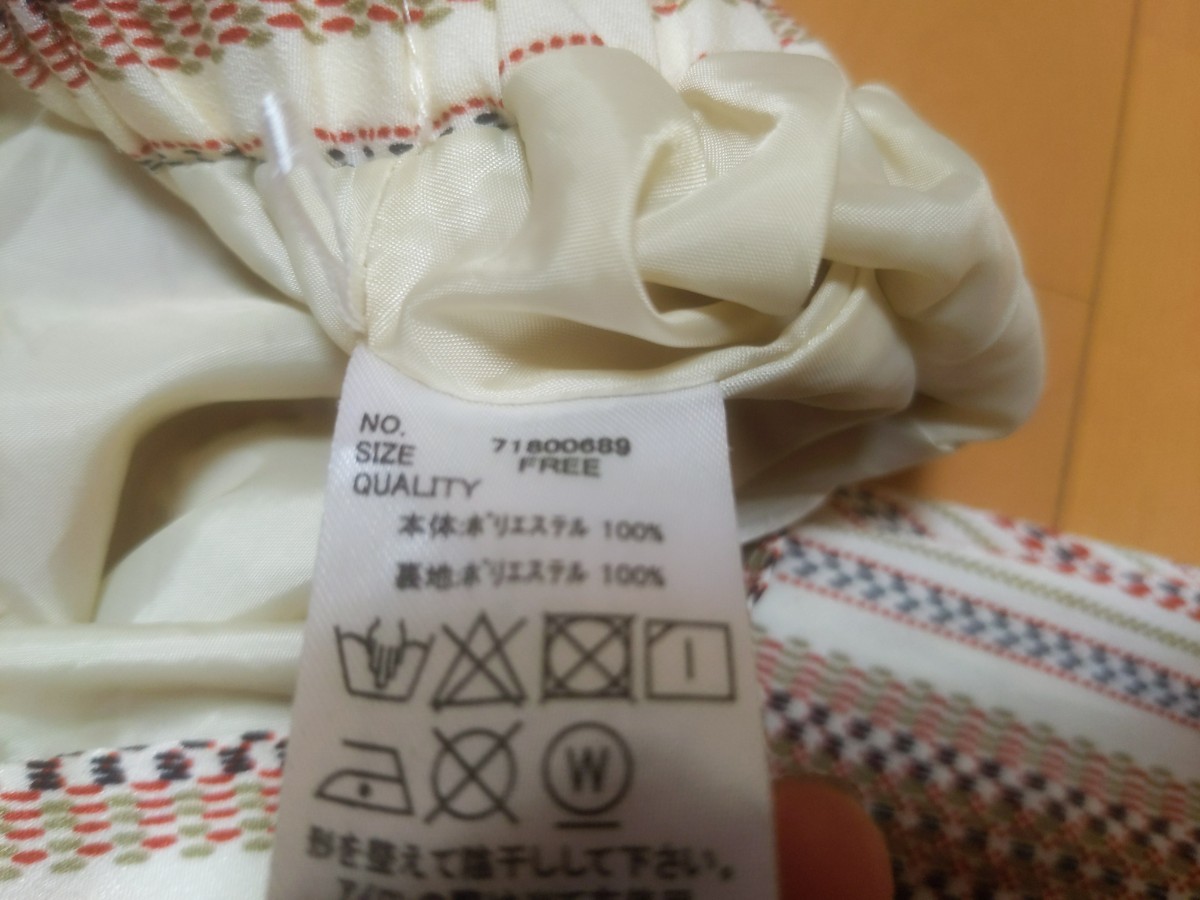 NO. 71800689
SIZE FREE
QUALITY
本体:ポリエステル 100%
裏地:ポリエステル 100%
W
形を整えて陰干しして下さい。